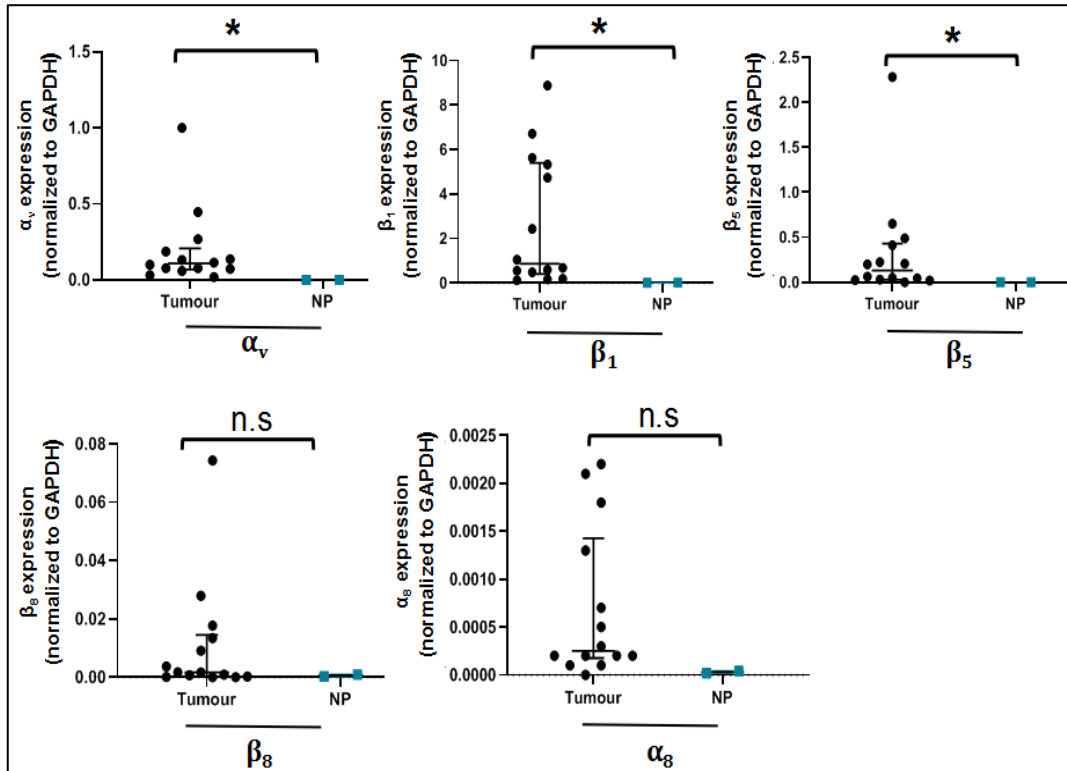 *
αv expression
(normalized to GAPDH)
1.5
1.0
0.5
0.0
Tumour NP
αv
*
β1 expression
(normalized to GAPDH)
10
8
6
4
2
0
Tumour NP
β1
*
β5 expression
(normalized to GAPDH)
2.5
2.0
1.5
1.0
0.5
0.0
Tumour NP
β5
n.s
β8 expression
(normalized to GAPDH)
0.08
0.06
0.04
0.02
0.00
Tumour NP
β8
n.s
α8 expression
(normalized to GAPDH)
0.0025
0.0020
0.0015
0.0010
0.0005
0.0000
Tumour NP
α8